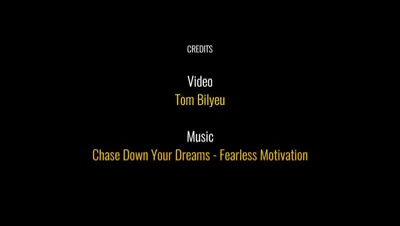 CREDITS
Video
Tom Bilyeu
Music
Chase Down Your Dreams - Fearless Motivation